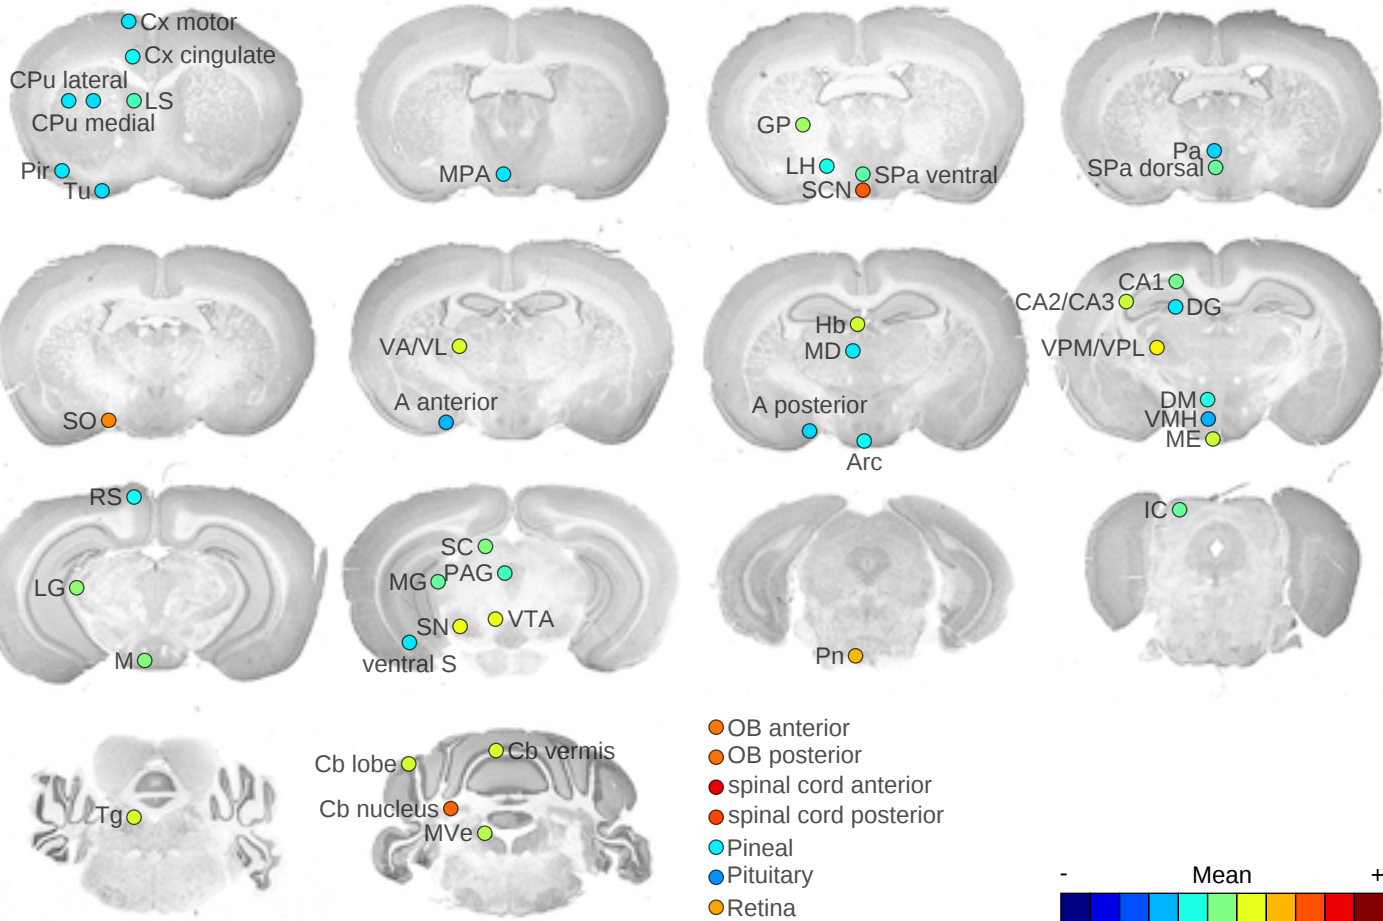 Cx motor
Cx cingulate
CPu lateral
LS
CPu medial
Pir
Tu
MPA
GP
LH
SPa ventral
SCN
Pa
SPa dorsal
SO
VA/VL
A anterior
Hb
MD
A posterior
Arc
CA1
CA2/CA3
DG
VPM/VPL
DM
VMH
ME
RS
LG
M
SC
MG
PAG
SN
VTA
ventral S
Pn
IC
Tg
Cb lobe
Cb vermis
Cb nucleus
MVe
OB anterior
OB posterior
spinal cord anterior
spinal cord posterior
Pineal
Pituitary
Retina
- Mean +